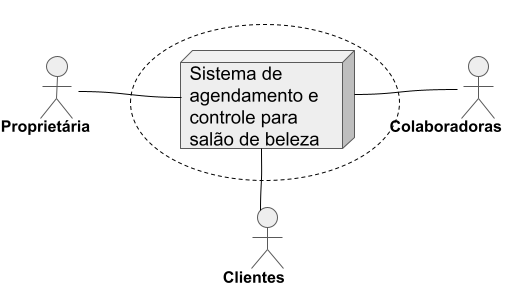 Sistema de
agendamento e
controle para
salão de beleza
Proprietária
Colaboradoras
Clientes